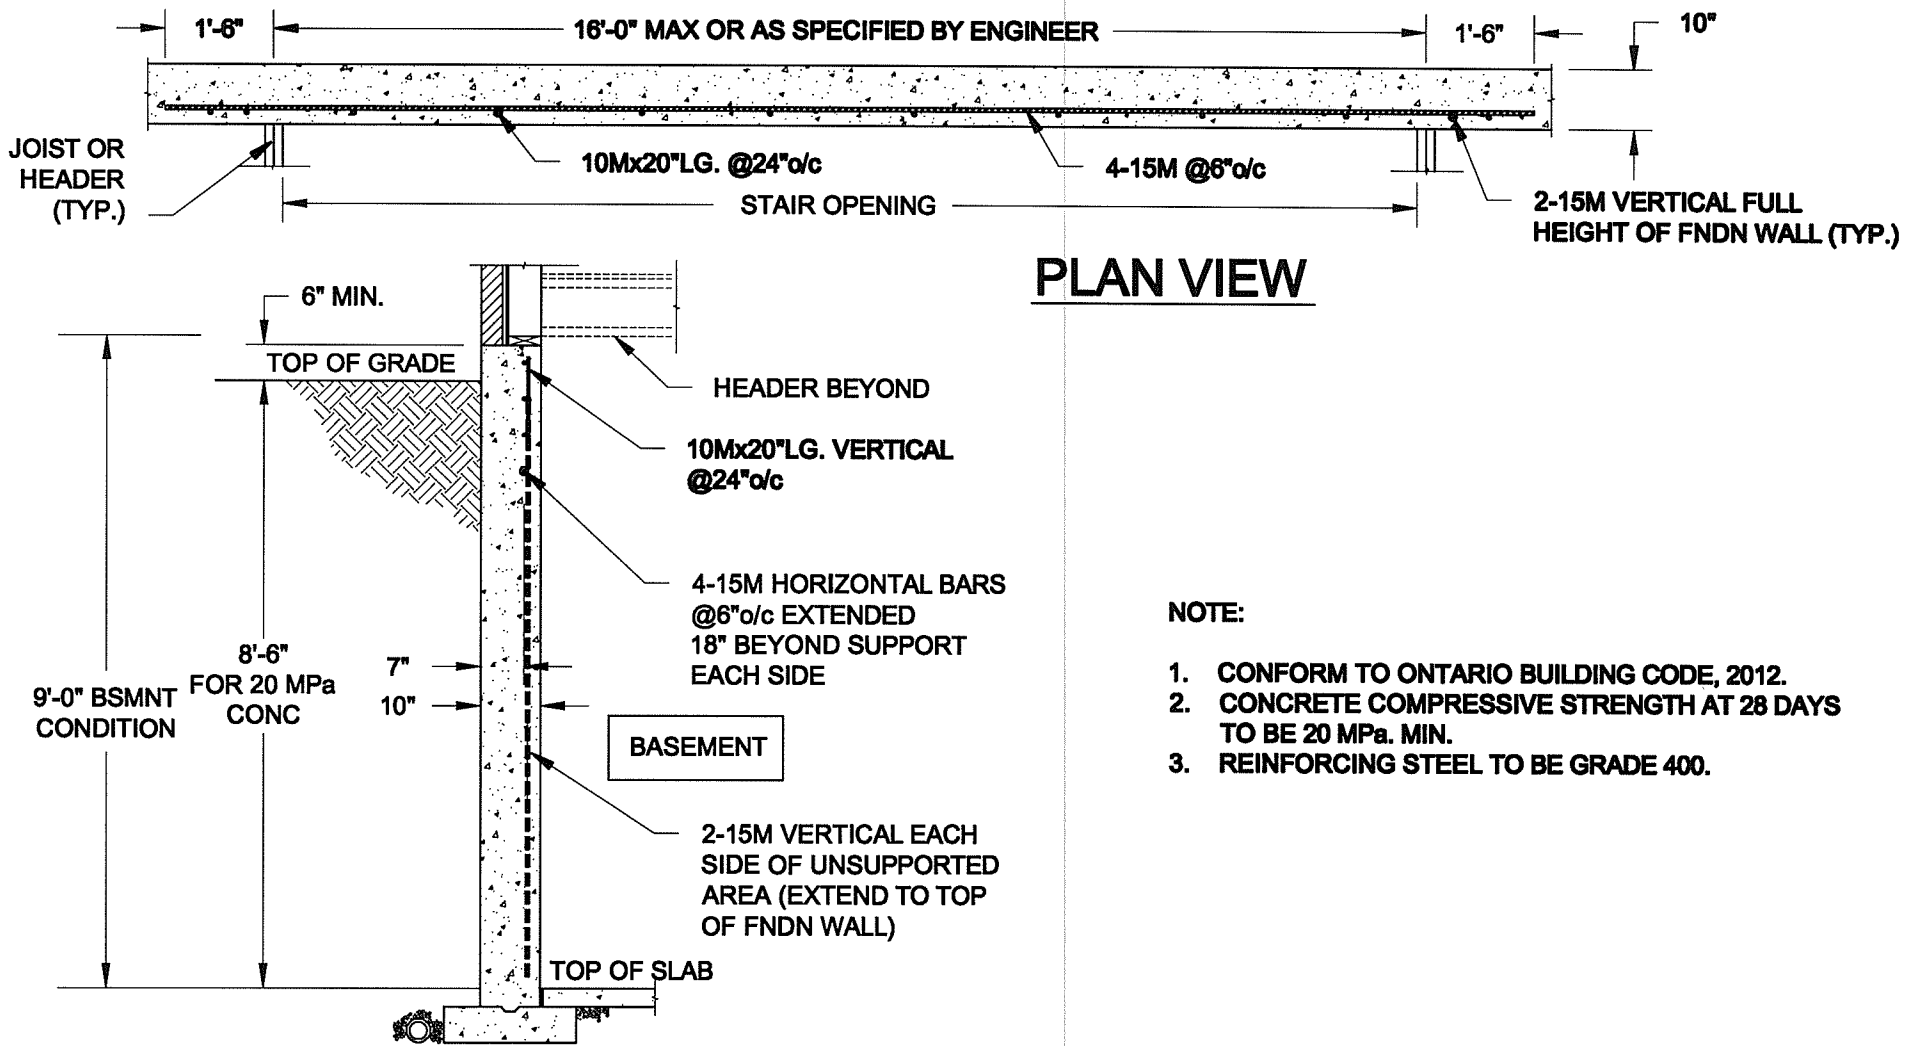 1'-6"
16'-0" MAX OR AS SPECIFIED BY ENGINEER
1'-6"
10"
JOIST OR
HEADER
(TYP.)
10Mx20"LG. @24"o/c
4-15M @6"o/c
STAIR OPENING
2-15M VERTICAL FULL
HEIGHT OF FNDN WALL (TYP.)
PLAN VIEW
6" MIN.
TOP OF GRADE
HEADER BEYOND
10Mx20"LG. VERTICAL
@24"o/c
4-15M HORIZONTAL BARS
@6"o/c EXTENDED
18" BEYOND SUPPORT
EACH SIDE
9'-0" BSMNT
CONDITION
8'-6"
FOR 20 MPa
CONC
7"
10"
BASEMENT
2-15M VERTICAL EACH
SIDE OF UNSUPPORTED
AREA (EXTEND TO TOP
OF FNDN WALL)
TOP OF SLAB
NOTE:
1. CONFORM TO ONTARIO BUILDING CODE, 2012.
2. CONCRETE COMPRESSIVE STRENGTH AT 28 DAYS
TO BE 20 MPa. MIN.
3. REINFORCING STEEL TO BE GRADE 400.